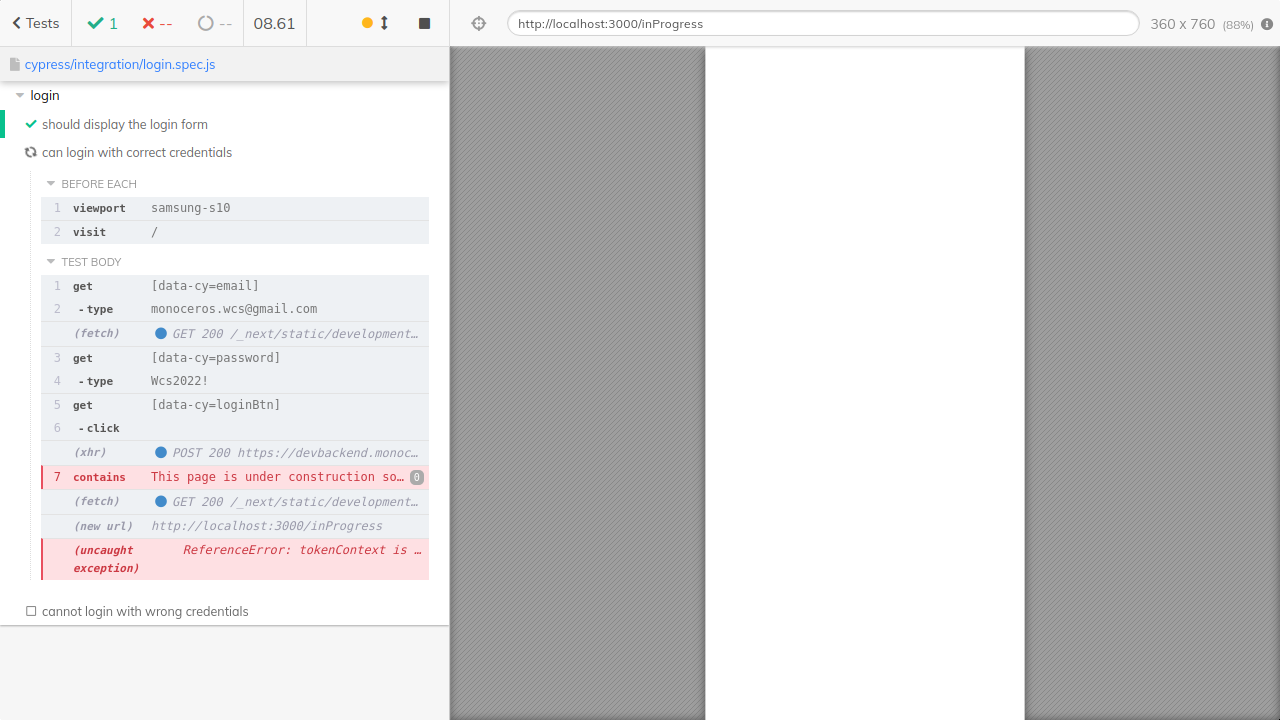 Tests 1 -- -- 08.61 http://localhost:3000/inProgress 360 x 760 (88%)
cypress/integration/login.spec.js
login
should display the login form
can login with correct credentials
BEFORE EACH
1 viewport samsung-s10
2 visit /
TEST BODY
1 get [data-cy=email]
2 - type monoceros.wcs@gmail.com
(fetch) GET 200 /_next/static/development…
3 get [data-cy=password]
4 - type Wcs2022!
5 get [data-cy=loginBtn]
6 - click
(xhr) POST 200 https://devbackend.monoc…
7 contains This page is under construction so… 0
(fetch) GET 200 /_next/static/development…
(new url) http://localhost:3000/inProgress
(uncaught ReferenceError: tokenContext is …
exception)
cannot login with wrong credentials